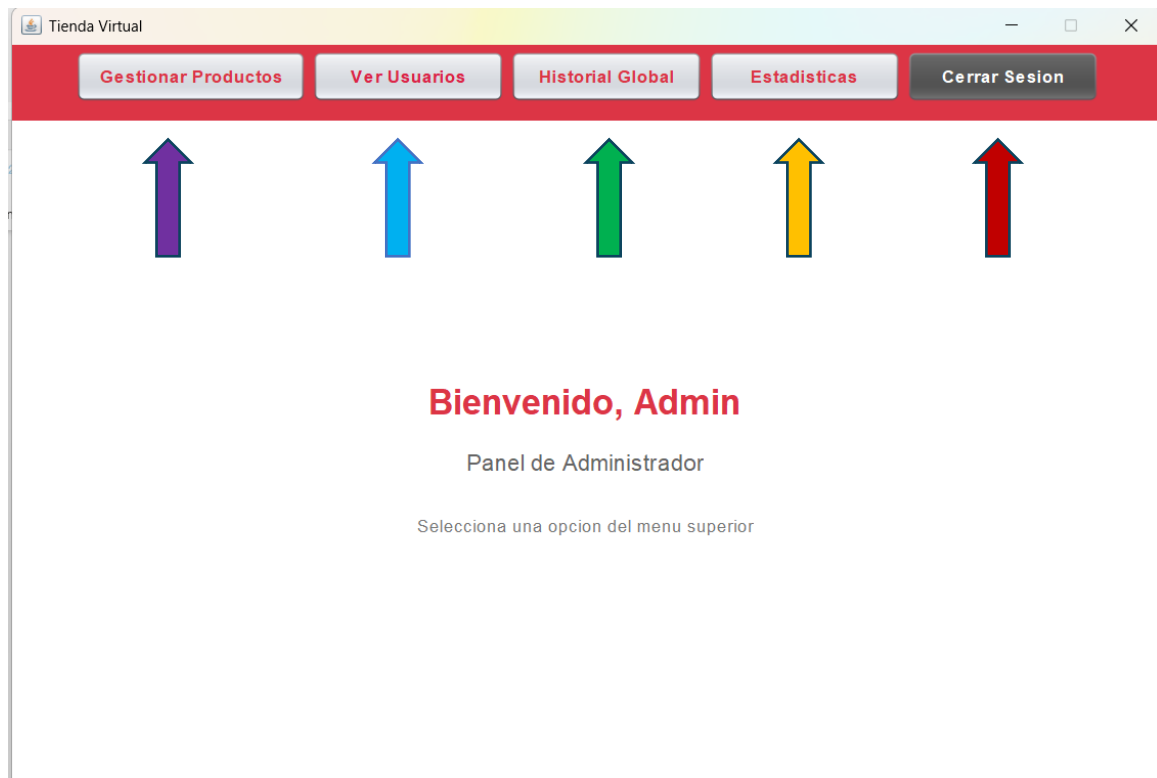 Tienda Virtual
Gestionar Productos Ver Usuarios Historial Global Estadisticas Cerrar Sesion
Bienvenido, Admin
Panel de Administrador
Selecciona una opcion del menu superior